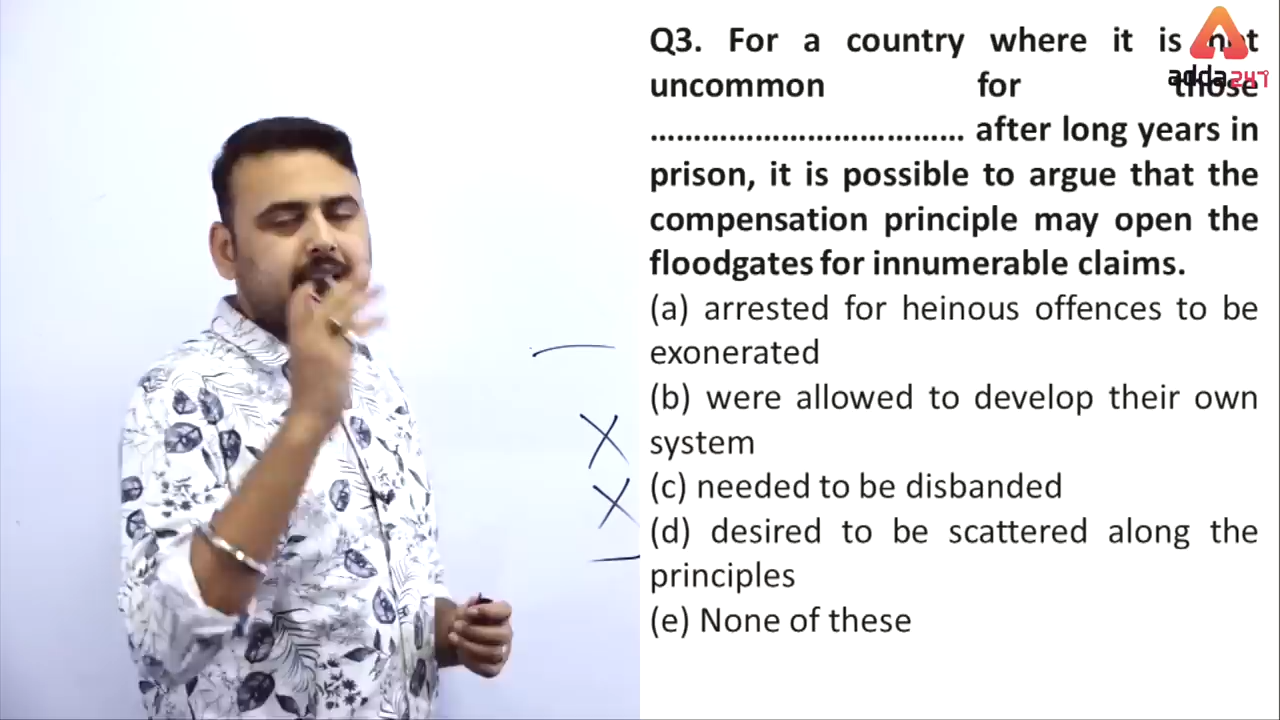 Q3. For a country where it is not
uncommon for those
………………………………. after long years in
prison, it is possible to argue that the
compensation principle may open the
floodgates for innumerable claims.
(a) arrested for heinous offences to be
exonerated
(b) were allowed to develop their own
system
(c) needed to be disbanded
(d) desired to be scattered along the
principles
(e) None of these
adda247
X
X